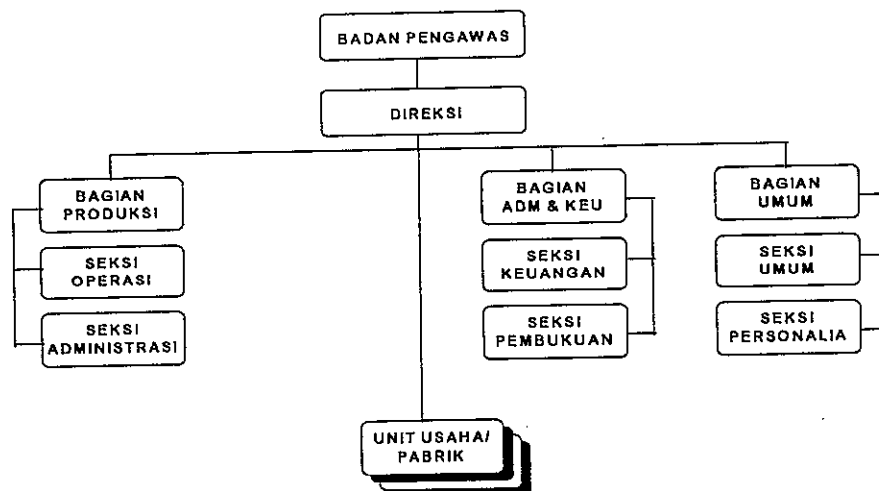 BADAN PENGAWAS
DIREKSI
BAGIAN
PRODUKSI
SEKSI
OPERASI
SEKSI
ADMINISTRASI
BAGIAN
ADM & KEU
SEKSI
KEUANGAN
SEKSI
PEMBUKUAN
BAGIAN
UMUM
SEKSI
UMUM
SEKSI
PERSONALIA
UNIT USAHA/
PABRIK